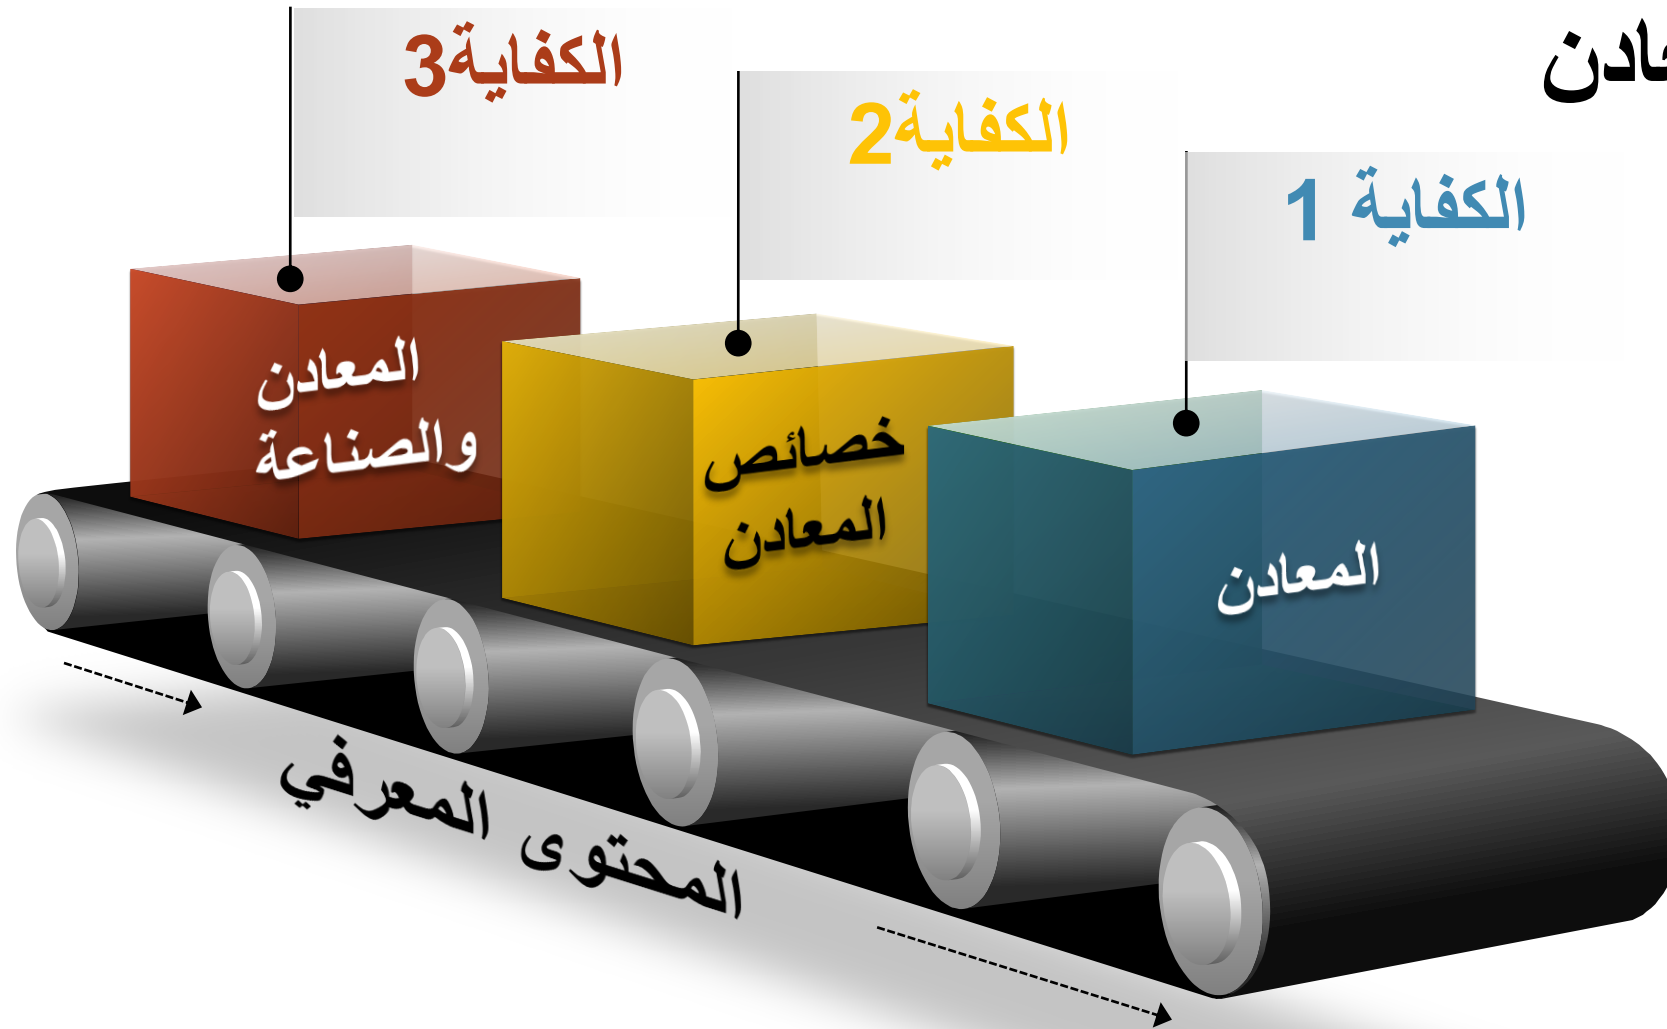 الكفاية 1
المعادن
الكفاية2
خصائص
المعادن
الكفاية3
المعادن
والصناعة
المحتوى المعرفي